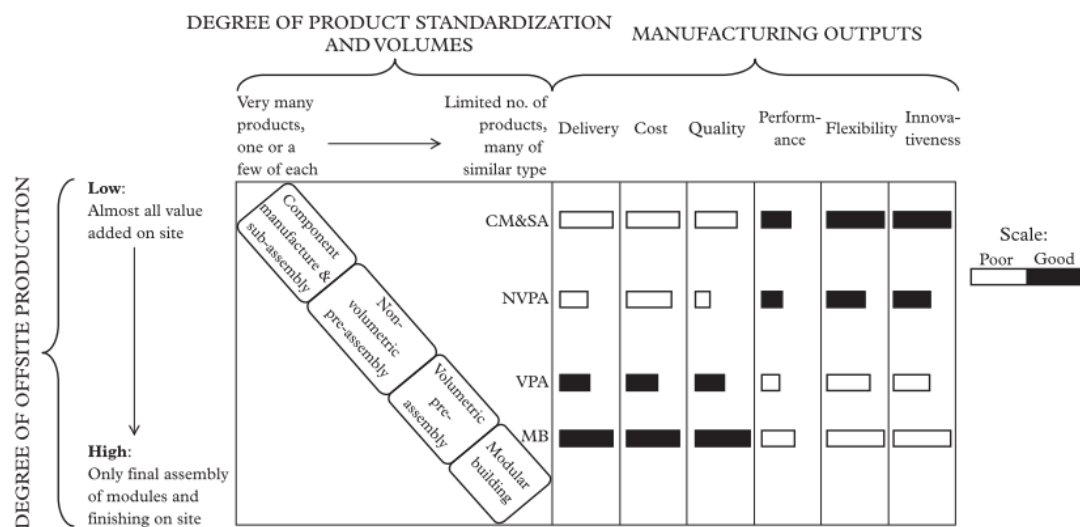 DEGREE OF PRODUCT STANDARDIZATION
AND VOLUMES
MANUFACTURING OUTPUTS
Very many
products,
one or a
few of each
Limited no. of
products,
many of
similar type
Delivery
Cost
Quality
Perform-
ance
Flexibility
Innova-
tiveness
DEGREE OF OFFSITE PRODUCTION
Low:
Almost all value
added on site
High:
Only final assembly
of modules and
finishing on site
Component
manufacture &
sub-assembly
Non-
volumetric
pre-assembly
Volumetric
pre-
assembly
Modular
building
CM&SA
NVPA
VPA
MB
Scale:
Poor Good